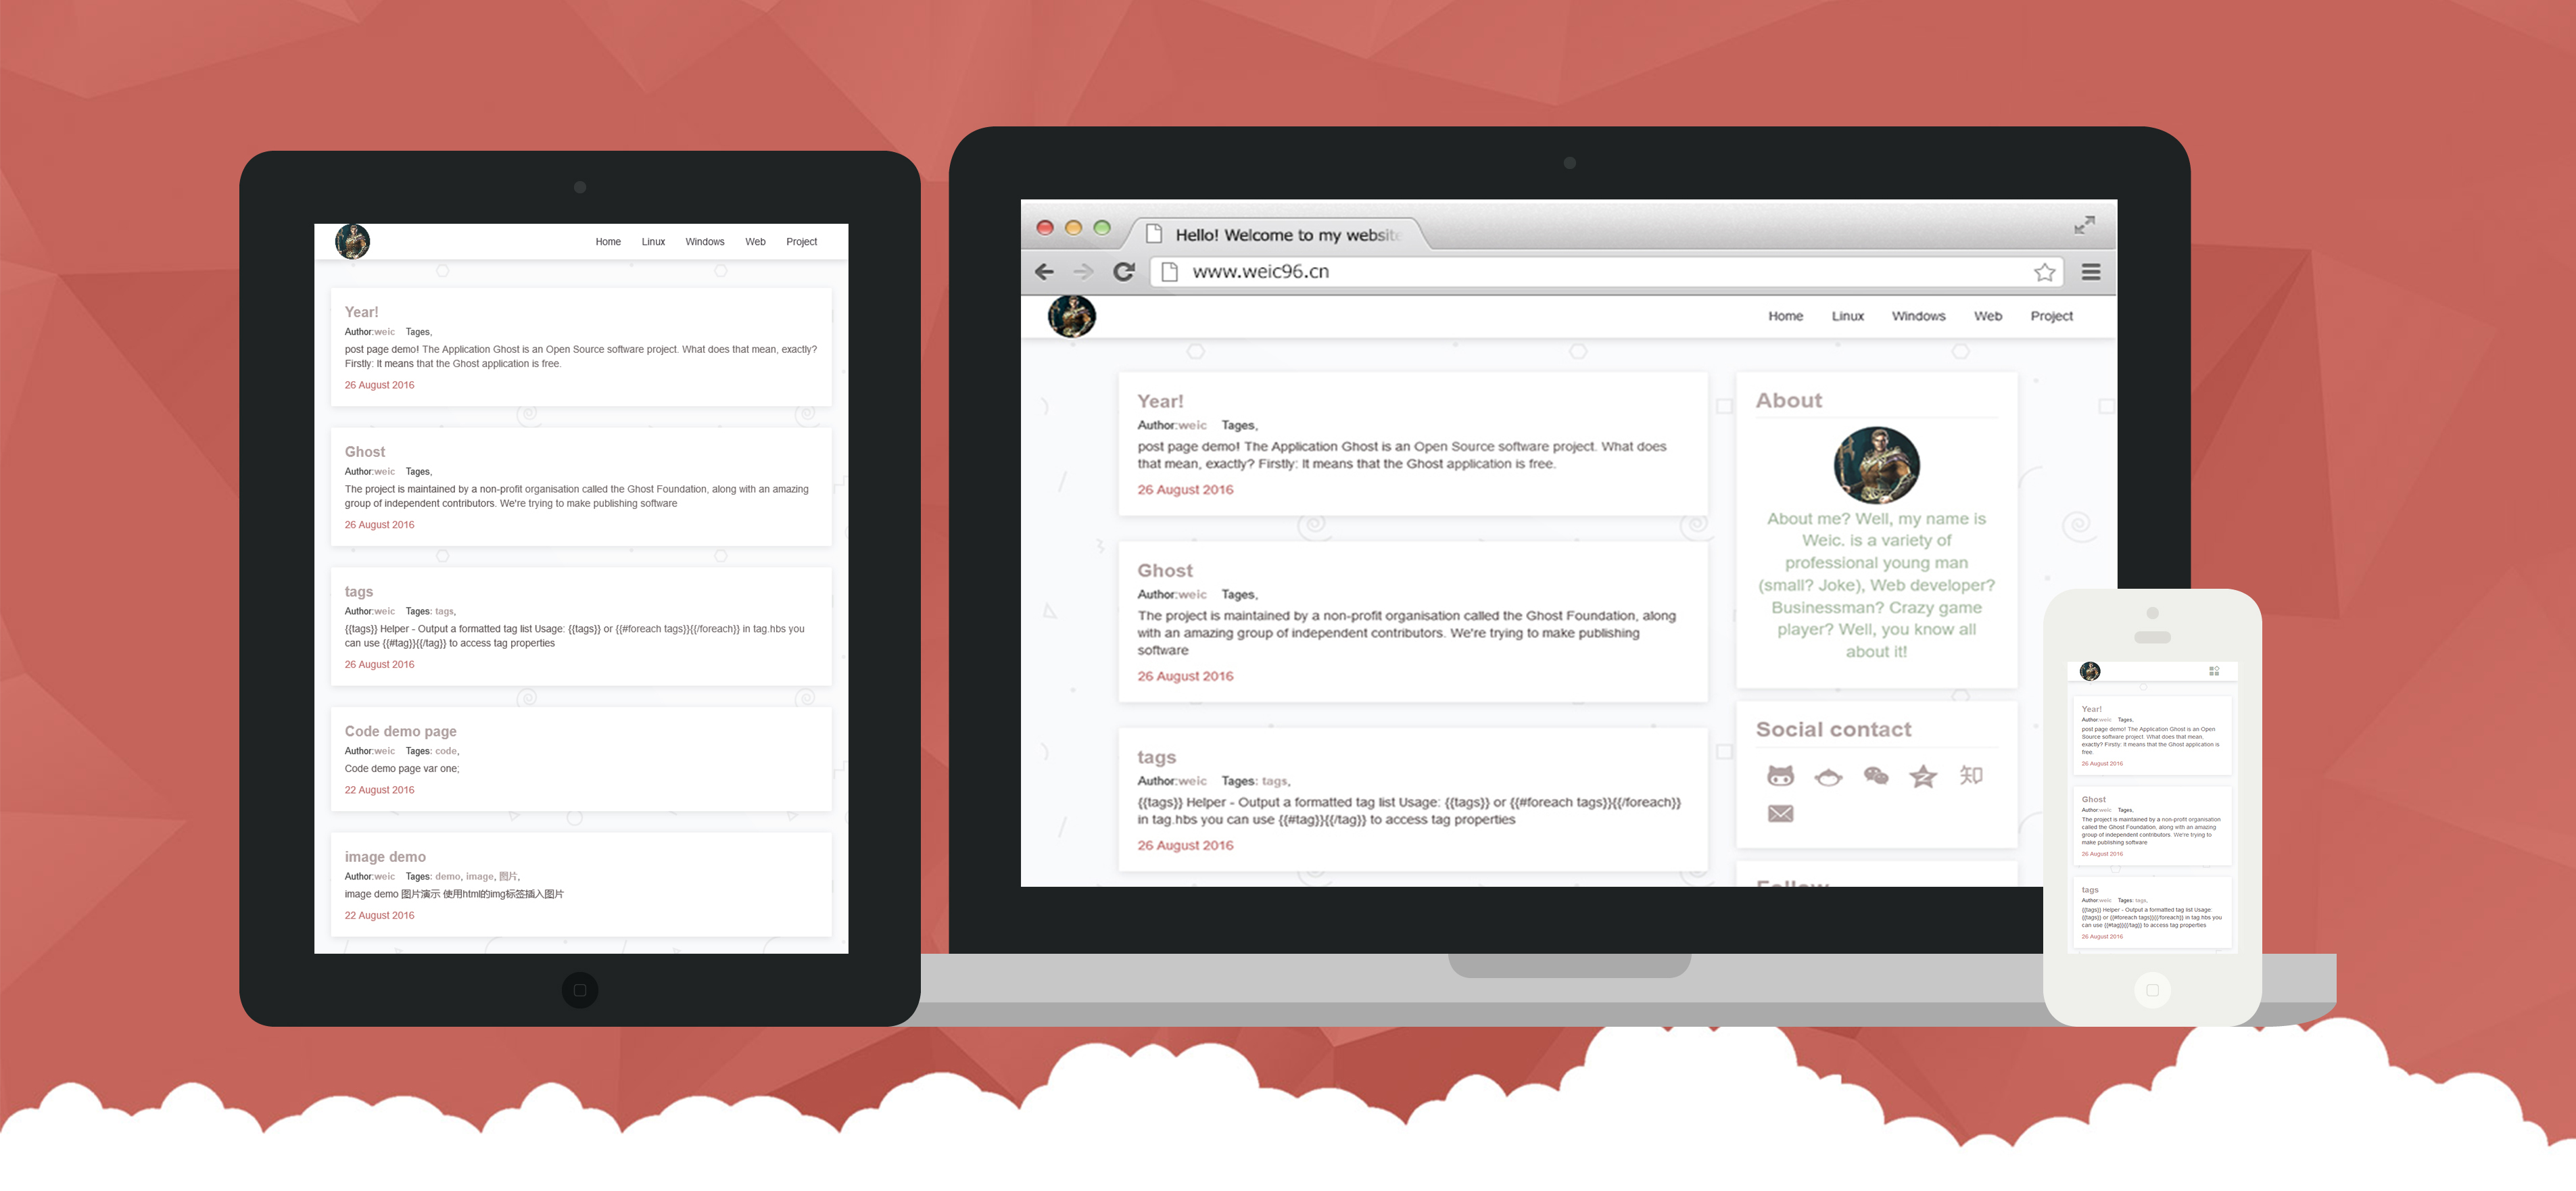 Home Linux Windows Web Project
Year!
Author:weic Tages,
post page demo! The Application Ghost is an Open Source software project. What does that mean, exactly?
Firstly: It means that the Ghost application is free.
26 August 2016
Ghost
Author:weic Tages,
The project is maintained by a non-profit organisation called the Ghost Foundation, along with an amazing
group of independent contributors. We're trying to make publishing software
26 August 2016
tags
Author:weic Tages: tags,
{{tags}} Helper - Output a formatted tag list Usage: {{tags}} or {{#foreach tags}}{{/foreach}} in tag.hbs you
can use {{#tag}}{{/tag}} to access tag properties
26 August 2016
Code demo page
Author:weic Tages: code,
Code demo page var one;
22 August 2016
image demo
Author:weic Tages: demo, image, 图片,
image demo 图片演示 使用html的img标签插入图片
22 August 2016
Hello! Welcome to my website
www.weic96.cn
Home Linux Windows Web Project
Year!
Author:weic Tages,
post page demo! The Application Ghost is an Open Source software project. What does
that mean, exactly? Firstly: It means that the Ghost application is free.
26 August 2016
Ghost
Author:weic Tages,
The project is maintained by a non-profit organisation called the Ghost Foundation, along
with an amazing group of independent contributors. We're trying to make publishing
software
26 August 2016
tags
Author:weic Tages: tags,
{{tags}} Helper - Output a formatted tag list Usage: {{tags}} or {{#foreach tags}}{{/foreach}}
in tag.hbs you can use {{#tag}}{{/tag}} to access tag properties
26 August 2016
About
About me? Well, my name is
Weic. is a variety of
professional young man
(small? Joke), Web developer?
Businessman? Crazy game
player? Well, you know all
about it!
Social contact
知
Follow
Year!
Author:weic Tages,
post page demo! The Application Ghost is an Open
Source software project. What does that mean,
exactly? Firstly: It means that the Ghost application is
free.
26 August 2016
Ghost
Author:weic Tages,
The project is maintained by a non-profit organisation
called the Ghost Foundation, along with an amazing
group of independent contributors. We're trying to
make publishing software
26 August 2016
tags
Author:weic Tages: tags,
{{tags}} Helper - Output a formatted tag list Usage:
{{tags}} or {{#foreach tags}}{{/foreach}} in tag.hbs you
can use {{#tag}}{{/tag}} to access tag properties
26 August 2016